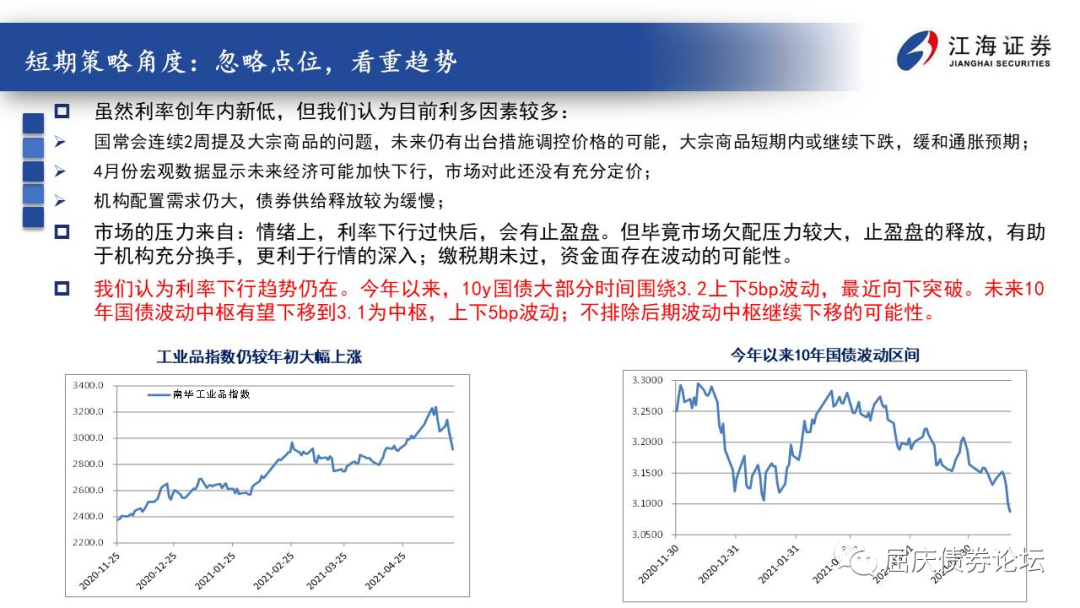 短期策略角度：忽略点位，看重趋势
江海证券
JIANGHAI SECURITIES
虽然利率创年内新低，但我们认为目前利多因素较多：
国常会连续2周提及大宗商品的问题，未来仍有出台措施调控价格的可能，大宗商品短期内或继续下跌，缓和通胀预期；
4月份宏观数据显示未来经济可能加快下行，市场对此还没有充分定价；
机构配置需求仍大，债券供给释放较为缓慢；
市场的压力来自：情绪上，利率下行过快后，会有止盈盘。但毕竟市场欠配压力较大，止盈盘的释放，有助
于机构充分换手，更利于行情的深入；缴税期未过，资金面存在波动的可能性。
我们认为利率下行趋势仍在。今年以来，10y国债大部分时间围绕3.2上下5bp波动，最近向下突破。未来10
年国债波动中枢有望下移到3.1为中枢，上下5bp波动；不排除后期波动中枢继续下移的可能性。
工业品指数仍较年初大幅上涨
南华工业品指数
3400.0
3200.0
3000.0
2800.0
2600.0
2400.0
2200.0
2020-11-25
2020-12-25
2021-01-25
2021-02-25
2021-03-25
2021-04-25
今年以来10年国债波动区间
3.3000
3.2500
3.2000
3.1500
3.1000
3.0500
2020-11-30
2020-12-31
2021-01-31
屈庆债券论坛